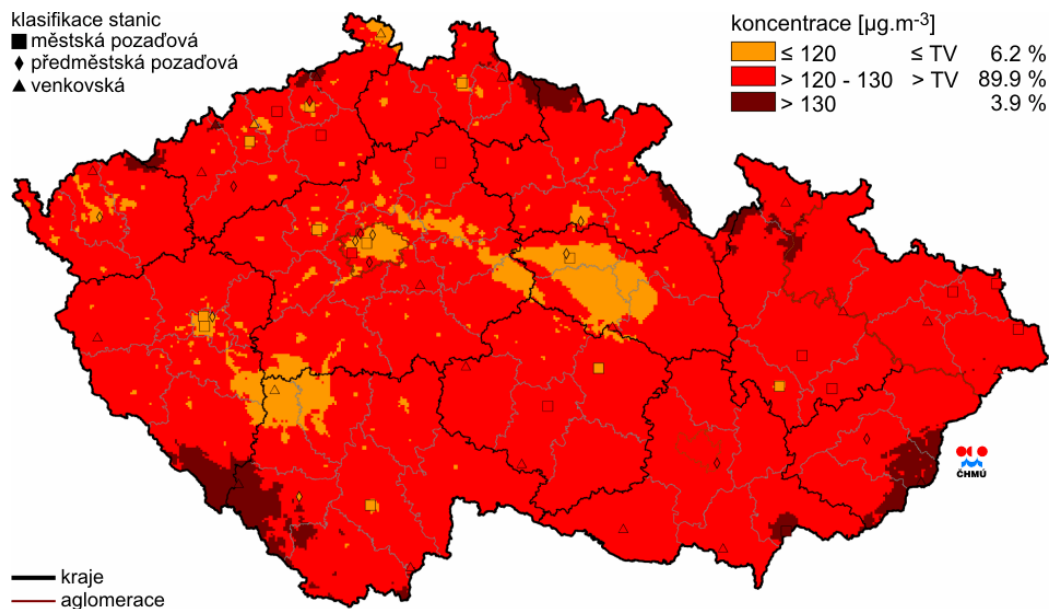 klasifikace stanic
městská pozaďová
předměstská pozaďová
venkovská
koncentrace [µg.m-3]
≤ 120 ≤ TV 6.2 %
> 120 - 130 > TV 89.9 %
> 130 3.9 %
ČHMÚ
kraje
aglomerace